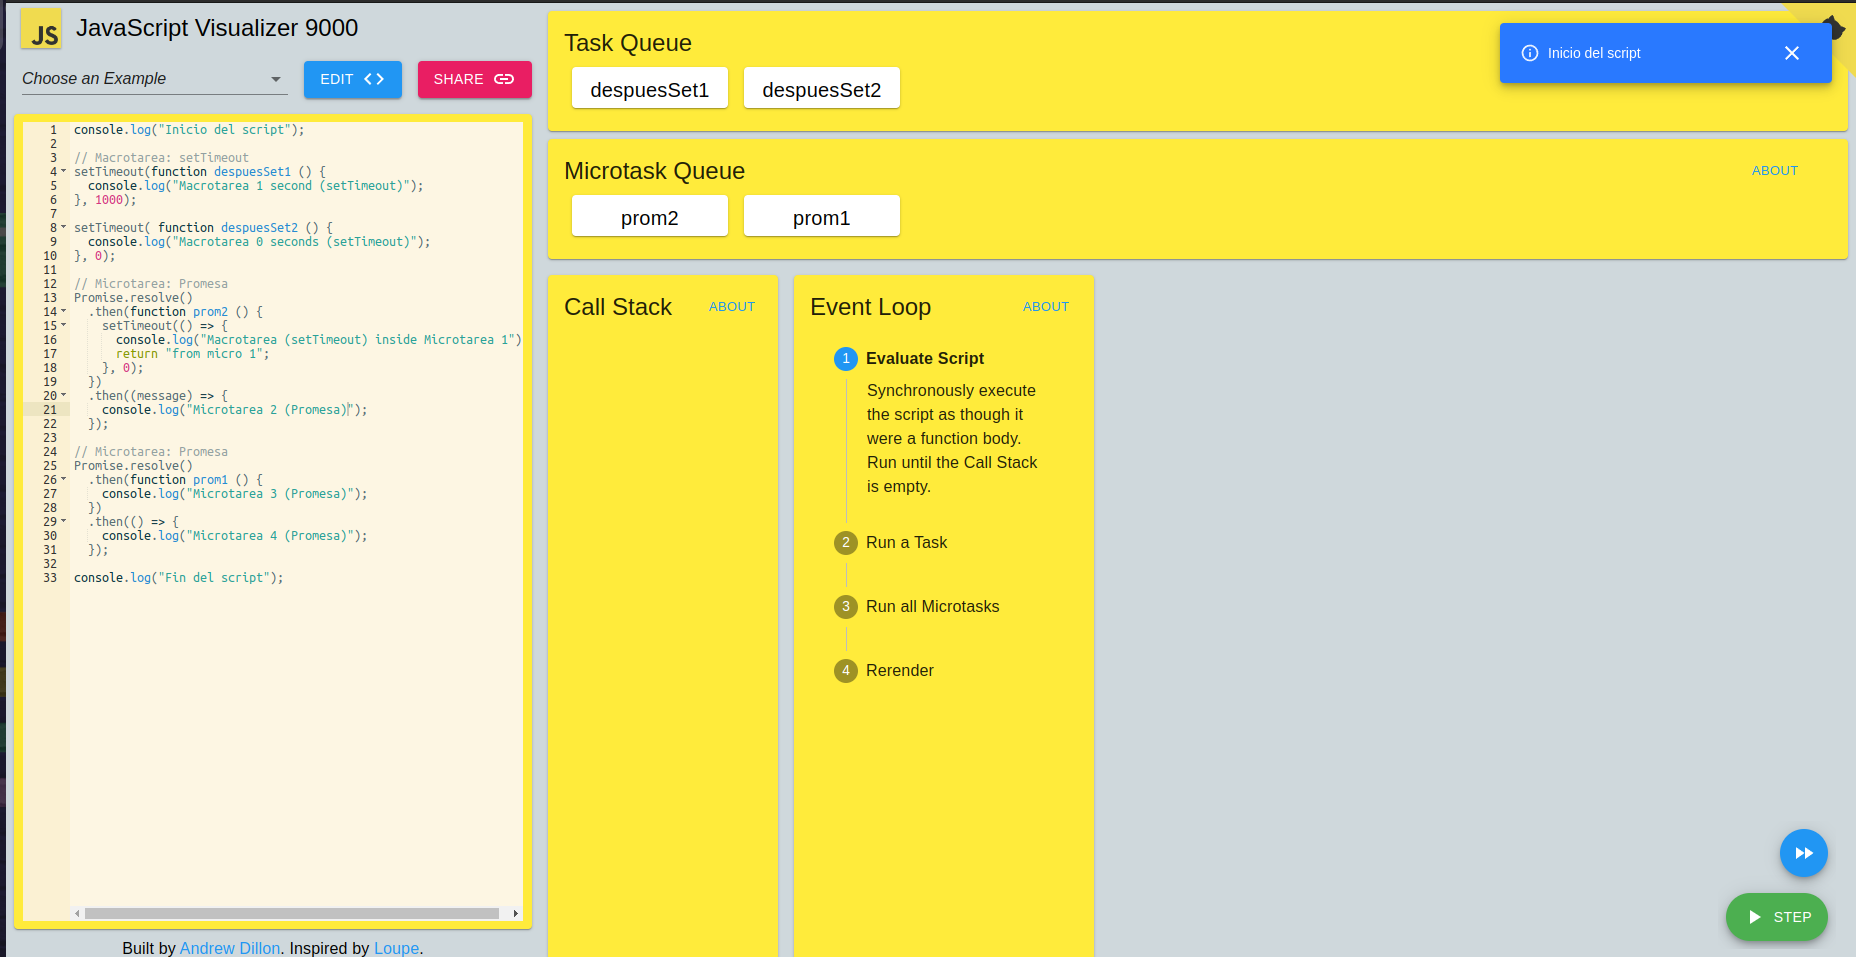 JS
JavaScript Visualizer 9000
Choose an Example
EDIT
SHARE
1 console.log("Inicio del script");
2
3 // Macrotarea: setTimeout
4 setTimeout(function despuesSet1 () {
5 console.log("Macrotarea 1 second (setTimeout)");
6 }, 1000);
7
8 setTimeout( function despuesSet2 () {
9 console.log("Macrotarea 0 seconds (setTimeout)");
10 }, 0);
11
12 // Microtarea: Promesa
13 Promise.resolve()
14 .then(function prom2 () {
15 setTimeout(() => {
16 console.log("Macrotarea (setTimeout) inside Microtarea 1")
17 return "from micro 1";
18 }, 0);
19 })
20 .then((message) => {
21 console.log("Microtarea 2 (Promesa)");
22 });
23
24 // Microtarea: Promesa
25 Promise.resolve()
26 .then(function prom1 () {
27 console.log("Microtarea 3 (Promesa)");
28 })
29 .then(() => {
30 console.log("Microtarea 4 (Promesa)");
31 });
32
33 console.log("Fin del script");
Built by Andrew Dillon. Inspired by Loupe.
Task Queue
despuesSet1
despuesSet2
Inicio del script
Microtask Queue
ABOUT
prom2
prom1
Call Stack
ABOUT
Event Loop
ABOUT
1 Evaluate Script
Synchronously execute
the script as though it
were a function body.
Run until the Call Stack
is empty.
2 Run a Task
3 Run all Microtasks
4 Rerender
STEP